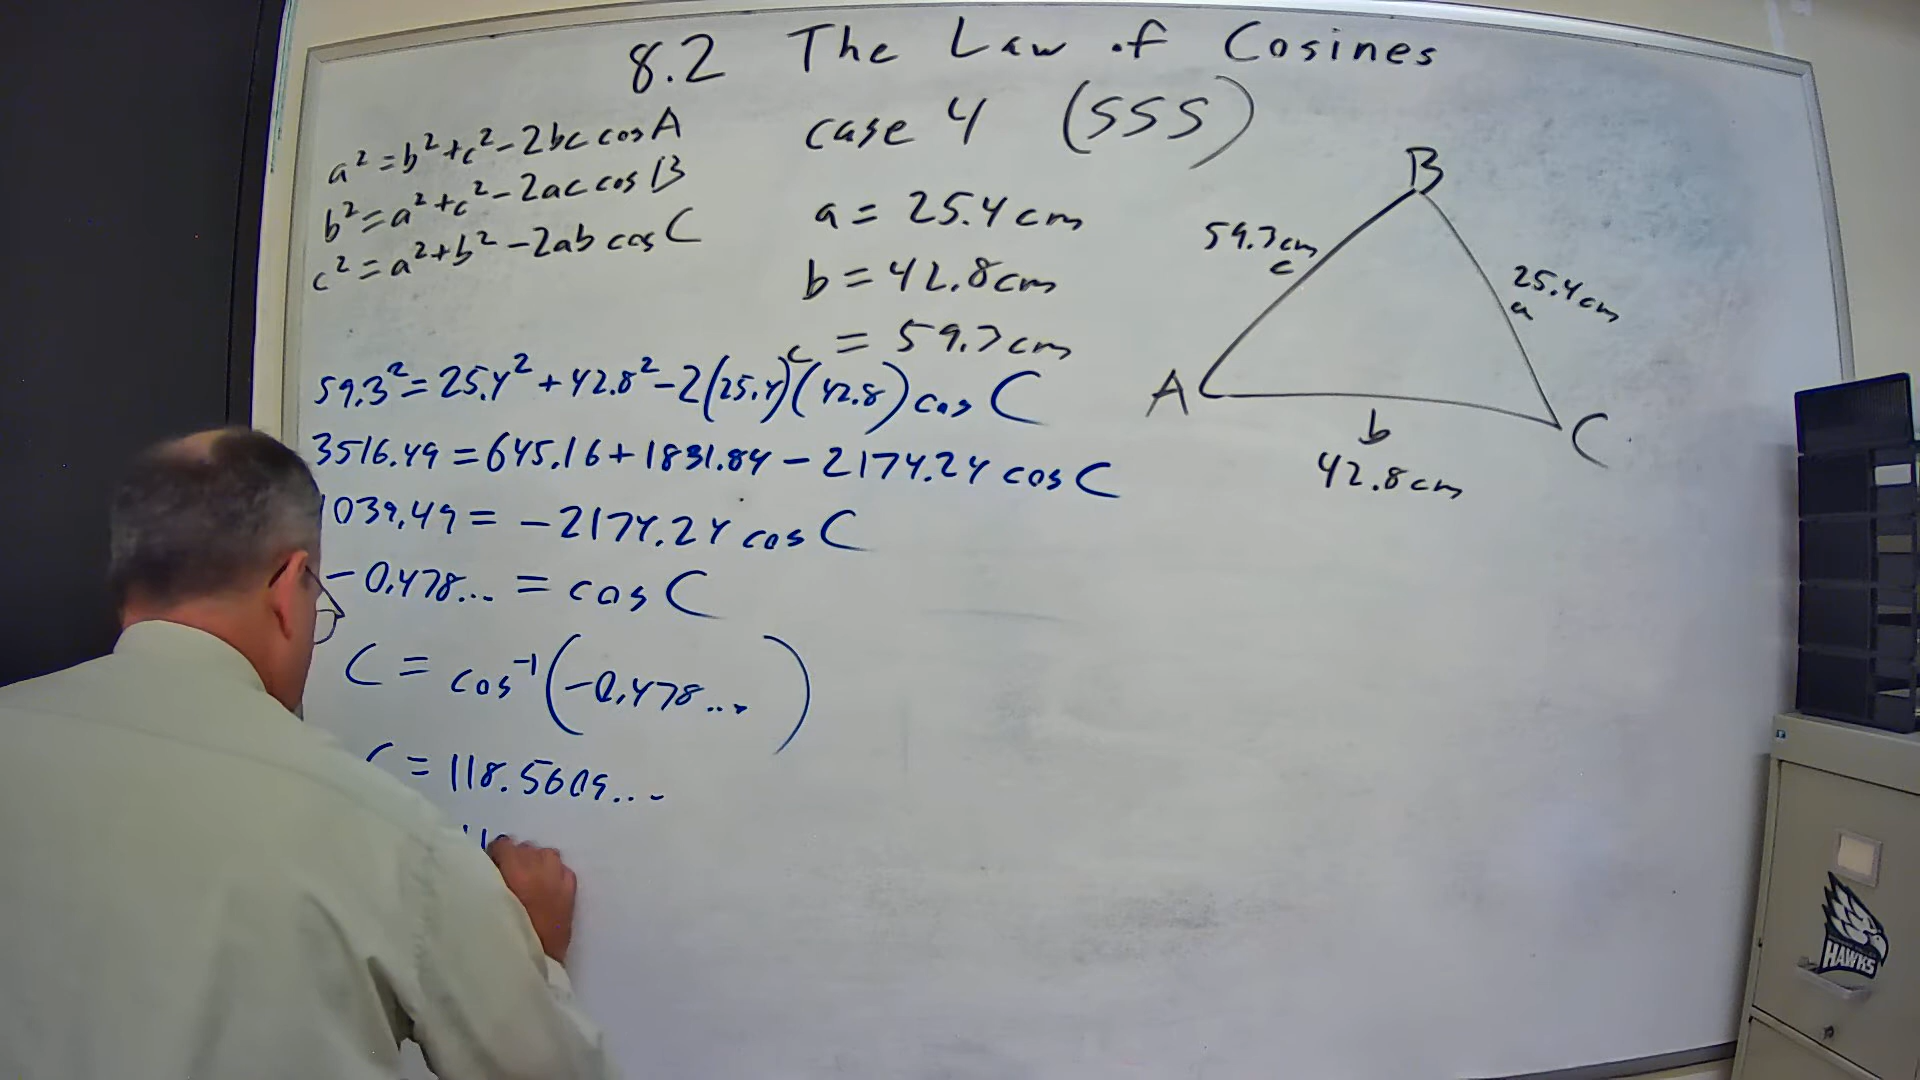 8.2 The Law of Cosines
case 4 (SSS)
a² = b² + c² - 2bc cos A
b² = a² + c² - 2ac cos B
c² = a² + b² - 2ab cos C
a = 25.4 cm
b = 42.8 cm
c = 59.3 cm
B
59.3 cm
c
25.4 cm
a
A
C
b
42.8 cm
59.3² = 25.4² + 42.8² - 2(25.4)(42.8) cos C
3516.49 = 645.16 + 1831.84 - 2174.24 cos C
1039.49 = -2174.24 cos C
-0.478... = cos C
C = cos⁻¹(-0.478...)
C = 118.5609...
HAWKS